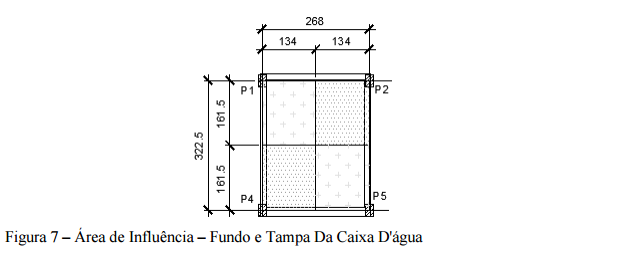 268
134 134
P1 P2
161.5
322.5
161.5
P4 P5
Figura 7 – Área de Influência – Fundo e Tampa Da Caixa D'água